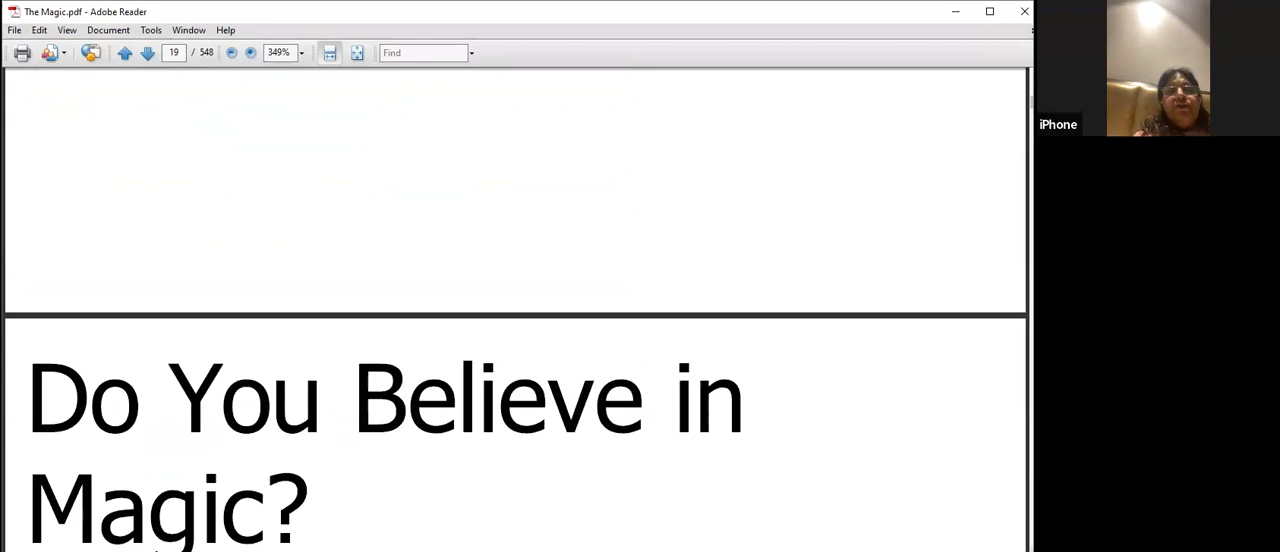 The Magic.pdf - Adobe Reader
File Edit View Document Tools Window Help
19 / 548 349% Find
iPhone
Do You Believe in
Magic?